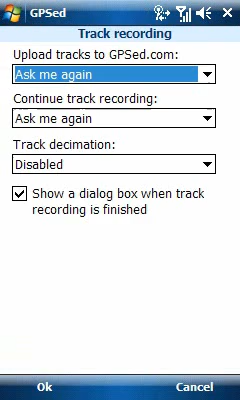 GPSed
Track recording
Upload tracks to GPSed.com:
Ask me again
Continue track recording:
Ask me again
Track decimation:
Disabled
Show a dialog box when track
recording is finished
Ok
Cancel